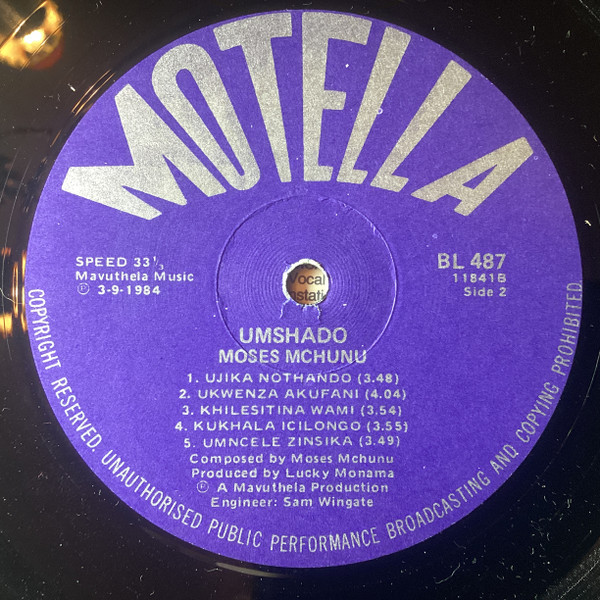 MOTELLA
SPEED 33⅓
Mavuthela Music
Ⓟ 3-9-1984
BL 487
11841B
Side 2
Vocal
UMSHADO
MOSES MCHUNU
1. UJIKA NOTHANDO (3.48)
2. UKWENZA AKUFANI (4.04)
3. KHILESITINA WAMI (3.54)
4. KUKHALA ICILONGO (3.55)
5. UMNCELE ZINSIKA (3.49)
Composed by Moses Mchunu
Produced by Lucky Monama
Ⓟ A Mavuthela Production
Engineer: Sam Wingate
COPYRIGHT RESERVED. UNAUTHORISED PUBLIC PERFORMANCE BROADCASTING AND COPYING PROHIBITED.